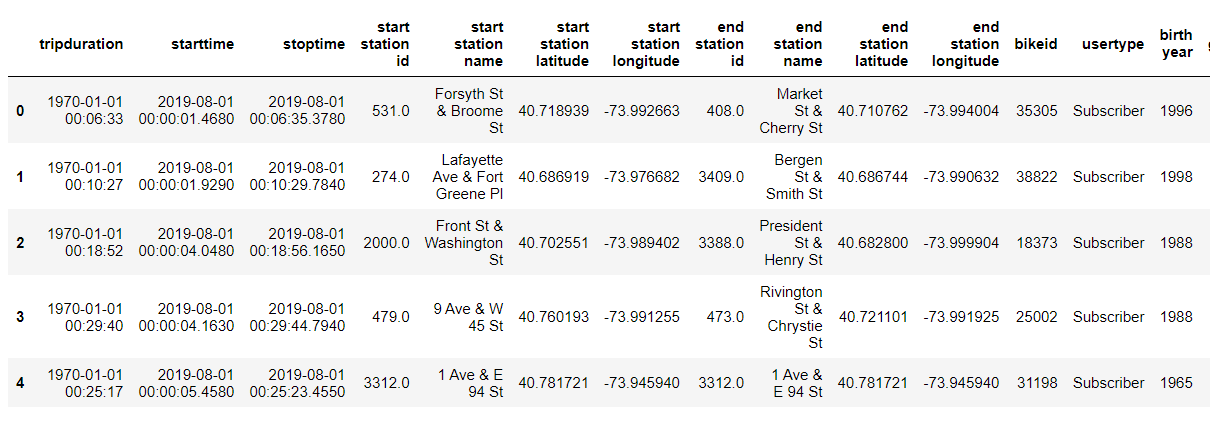 tripduration starttime stoptime start station id start station name start station latitude start station longitude end station id end station name end station latitude end station longitude bikeid usertype birth year
0 1970-01-01 00:06:33 2019-08-01 00:00:01.4680 2019-08-01 00:06:35.3780 531.0 Forsyth St & Broome St 40.718939 -73.992663 408.0 Market St & Cherry St 40.710762 -73.994004 35305 Subscriber 1996
1 1970-01-01 00:10:27 2019-08-01 00:00:01.9290 2019-08-01 00:10:29.7840 274.0 Lafayette Ave & Fort Greene Pl 40.686919 -73.976682 3409.0 Bergen St & Smith St 40.686744 -73.990632 38822 Subscriber 1998
2 1970-01-01 00:18:52 2019-08-01 00:00:04.0480 2019-08-01 00:18:56.1650 2000.0 Front St & Washington St 40.702551 -73.989402 3388.0 President St & Henry St 40.682800 -73.999904 18373 Subscriber 1988
3 1970-01-01 00:29:40 2019-08-01 00:00:04.1630 2019-08-01 00:29:44.7940 479.0 9 Ave & W 45 St 40.760193 -73.991255 473.0 Rivington St & Chrystie St 40.721101 -73.991925 25002 Subscriber 1988
4 1970-01-01 00:25:17 2019-08-01 00:00:05.4580 2019-08-01 00:25:23.4550 3312.0 1 Ave & E 94 St 40.781721 -73.945940 3312.0 1 Ave & E 94 St 40.781721 -73.945940 31198 Subscriber 1965